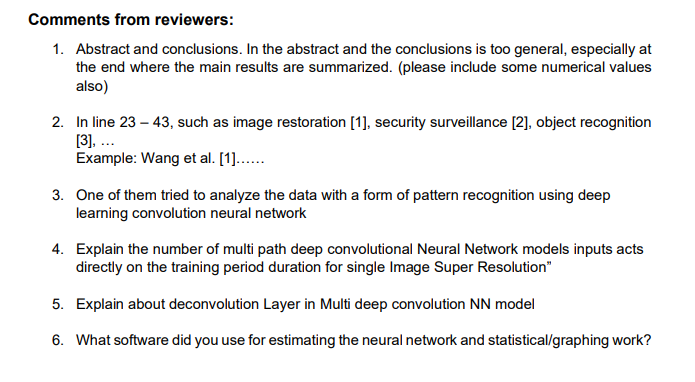 Comments from reviewers:
1. Abstract and conclusions. In the abstract and the conclusions is too general, especially at
the end where the main results are summarized. (please include some numerical values
also)
2. In line 23 – 43, such as image restoration [1], security surveillance [2], object recognition
[3], …
Example: Wang et al. [1]……
3. One of them tried to analyze the data with a form of pattern recognition using deep
learning convolution neural network
4. Explain the number of multi path deep convolutional Neural Network models inputs acts
directly on the training period duration for single Image Super Resolution”
5. Explain about deconvolution Layer in Multi deep convolution NN model
6. What software did you use for estimating the neural network and statistical/graphing work?